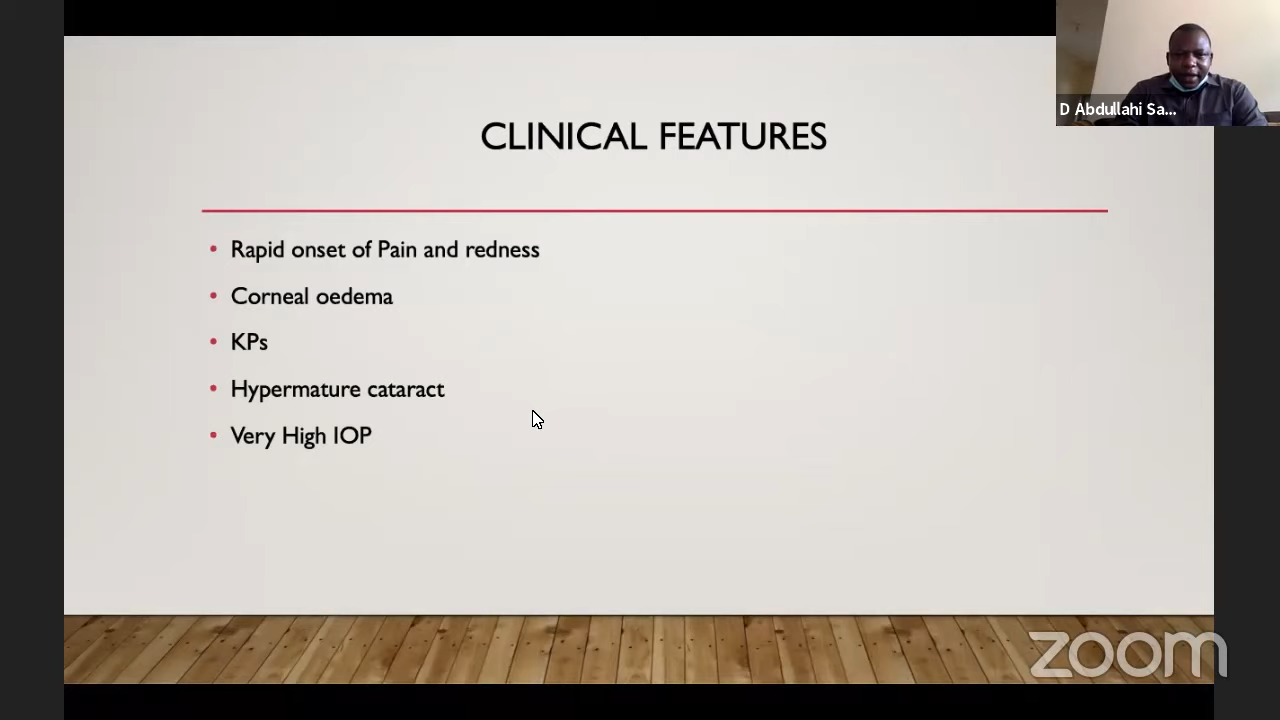 D Abdullahi Sa...
CLINICAL FEATURES
• Rapid onset of Pain and redness
• Corneal oedema
• KPs
• Hypermature cataract
• Very High IOP
zoom